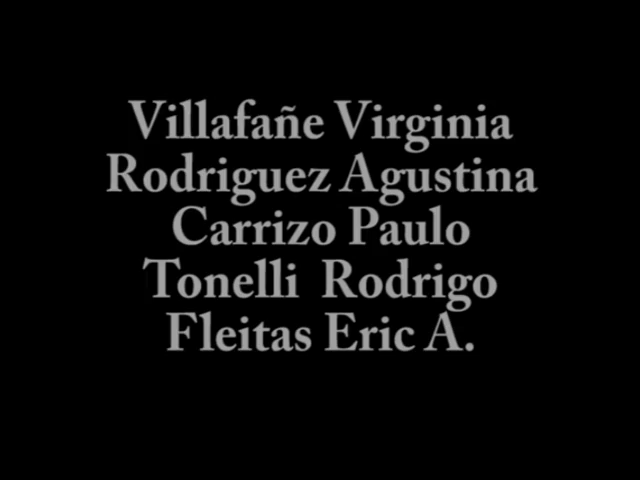 Villafañe Virginia
Rodriguez Agustina
Carrizo Paulo
Tonelli Rodrigo
Fleitas Eric A.